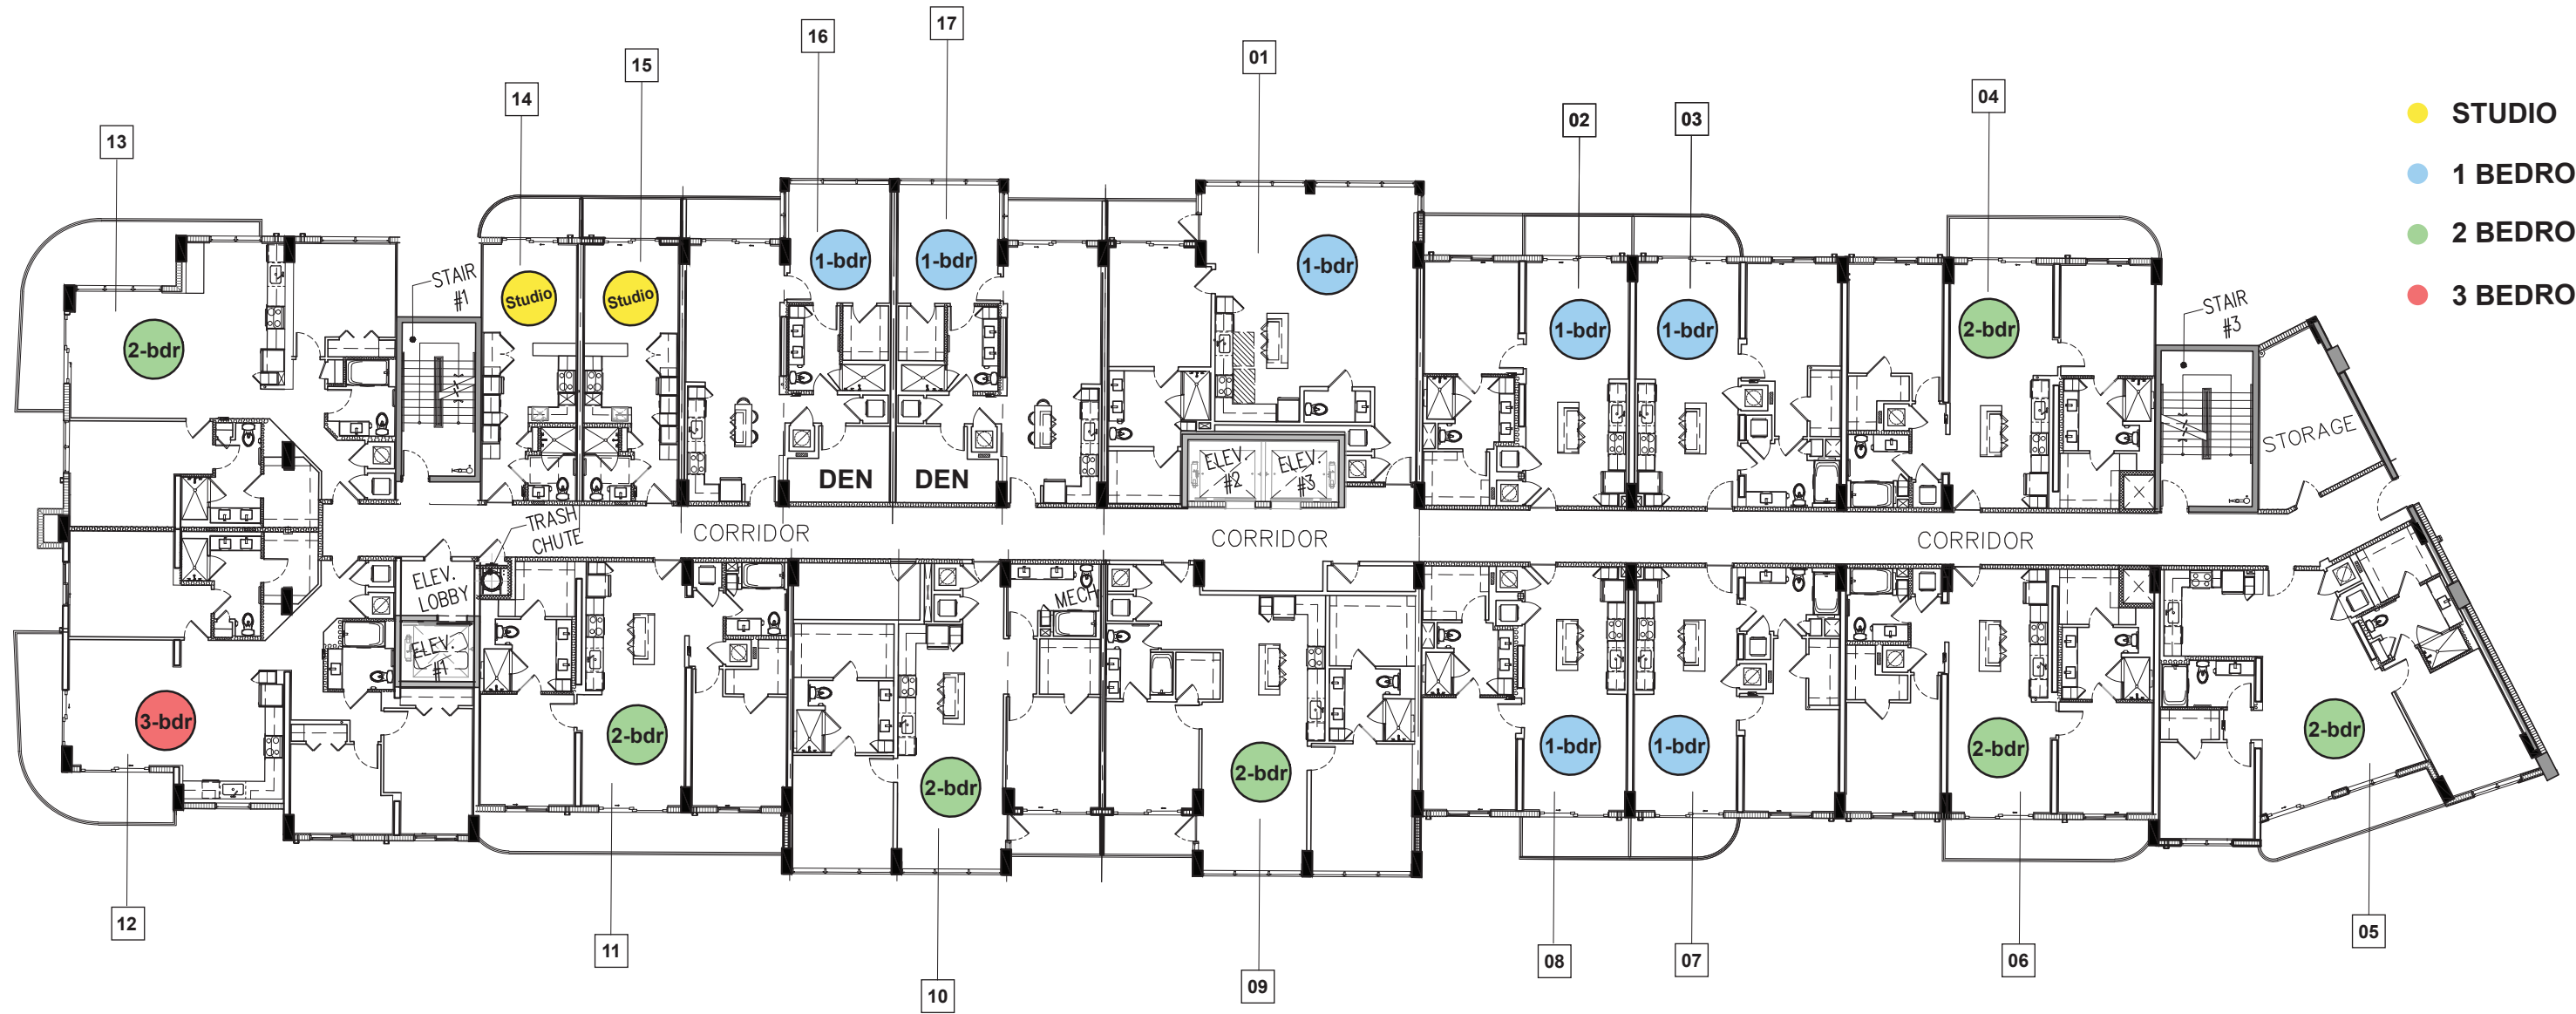 17
16
01
15
14
04
02
03
13
STUDIO
1 BEDRO
2 BEDRO
3 BEDRO
1-bdr
1-bdr
1-bdr
STAIR
#1
Studio
Studio
STAIR
#3
2-bdr
1-bdr
1-bdr
2-bdr
STORAGE
DEN
DEN
ELEV.
#2
ELEV.
#3
TRASH
CHUTE
CORRIDOR
CORRIDOR
CORRIDOR
ELEV.
LOBBY
MECH
ELEV.
#1
3-bdr
2-bdr
2-bdr
2-bdr
1-bdr
1-bdr
2-bdr
2-bdr
12
11
10
09
08
07
06
05